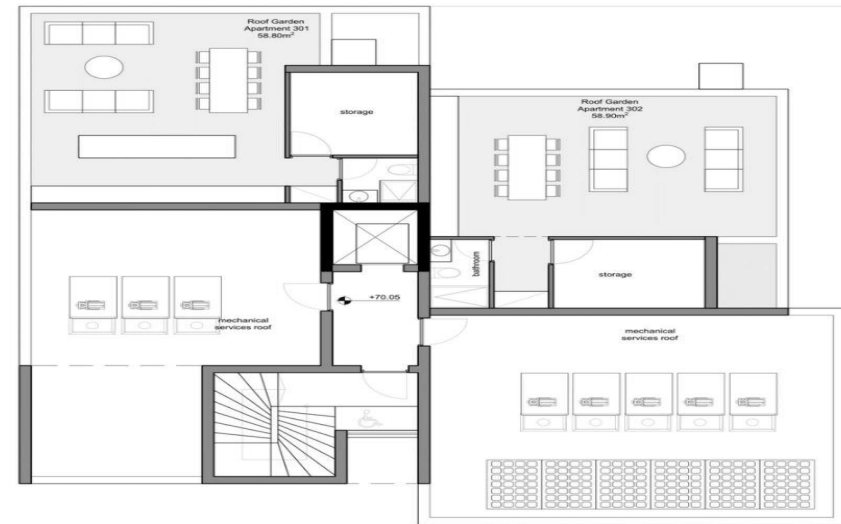 Roof Garden
Apartment 301
58.80m²
storage
Roof Garden
Apartment 302
58.90m²
bathroom
storage
+70.05
mechanical
services roof
mechanical
services roof